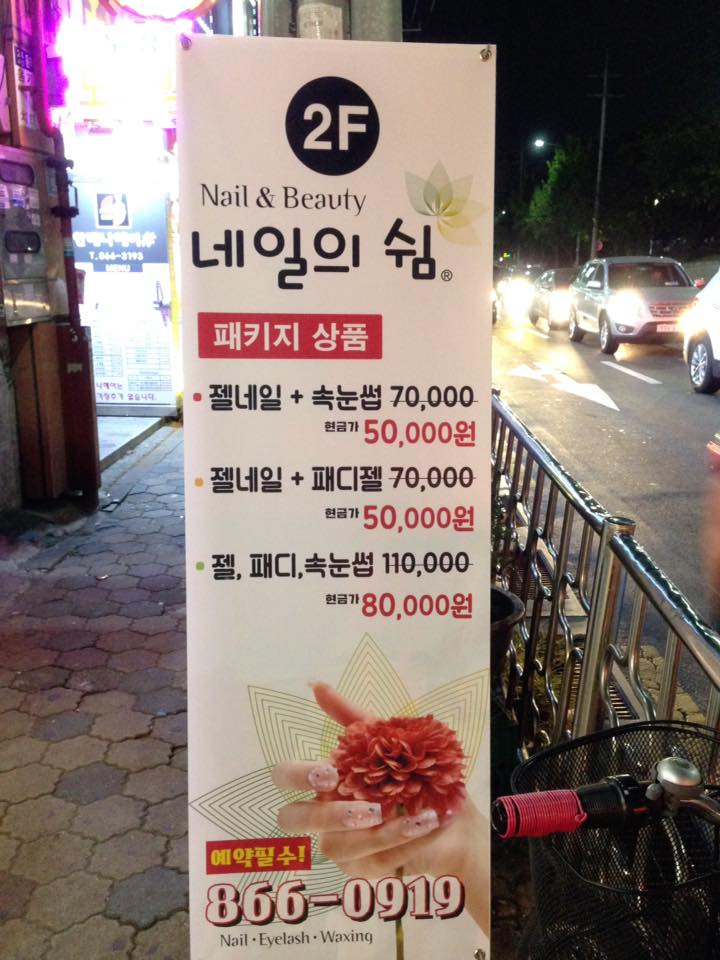 2F
Nail & Beauty
네일의 쉼®
패키지 상품
• 젤네일 + 속눈썹 70,000
현금가 50,000원
• 젤네일 + 패디젤 70,000
현금가 50,000원
• 젤, 패디,속눈썹 110,000
현금가 80,000원
예약필수!
866-0919
Nail · Eyelash · Waxing
T.866-3193
MENU